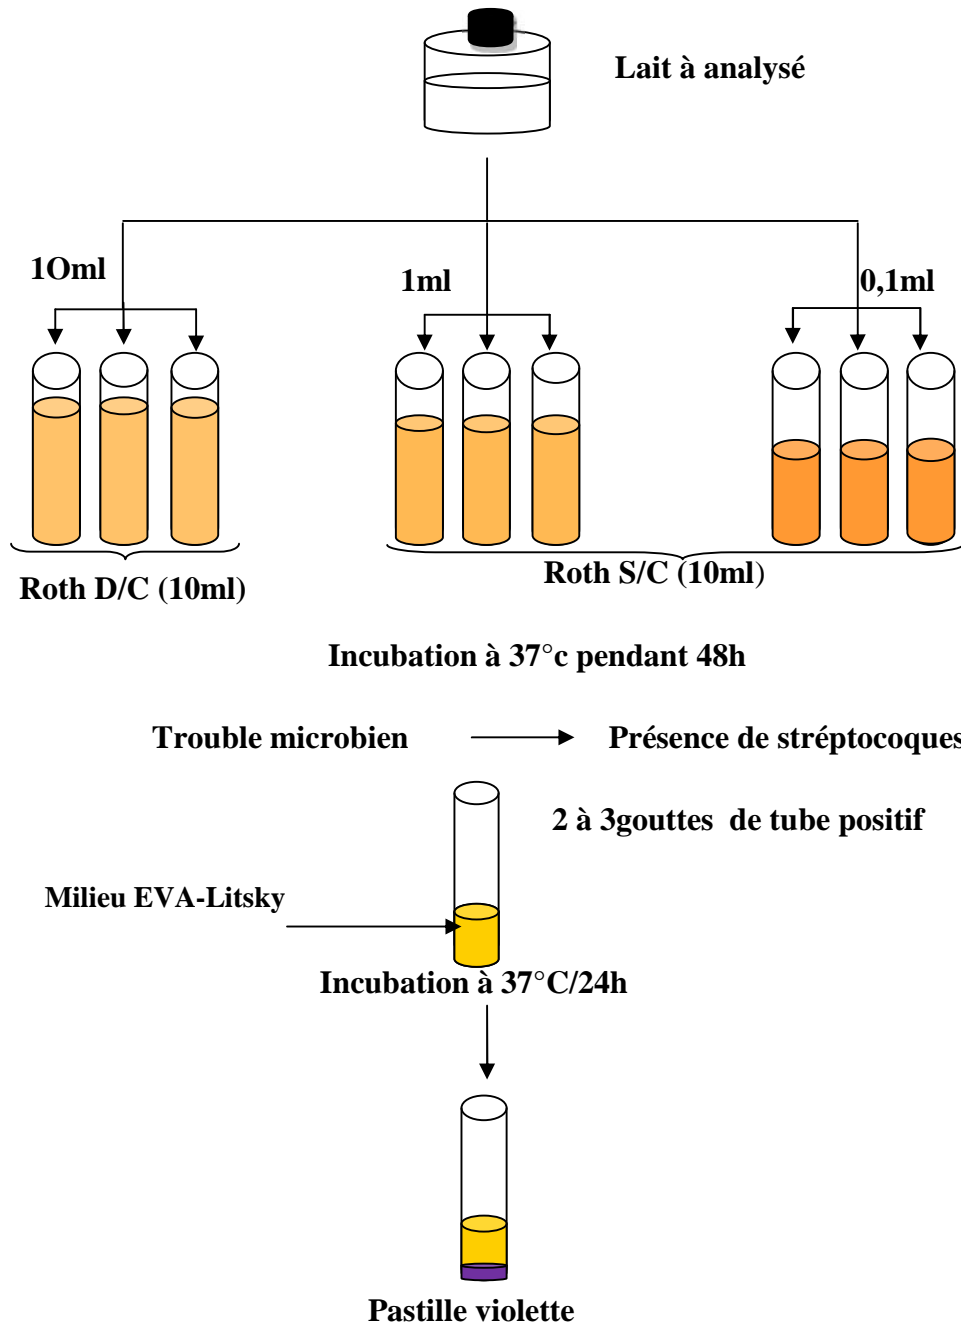 Lait à analysé
1Oml
1ml
0,1ml
Roth D/C (10ml)
Roth S/C (10ml)
Incubation à 37°c pendant 48h
Trouble microbien
Présence de stréptocoques
2 à 3gouttes de tube positif
Milieu EVA-Litsky
Incubation à 37°C/24h
Pastille violette